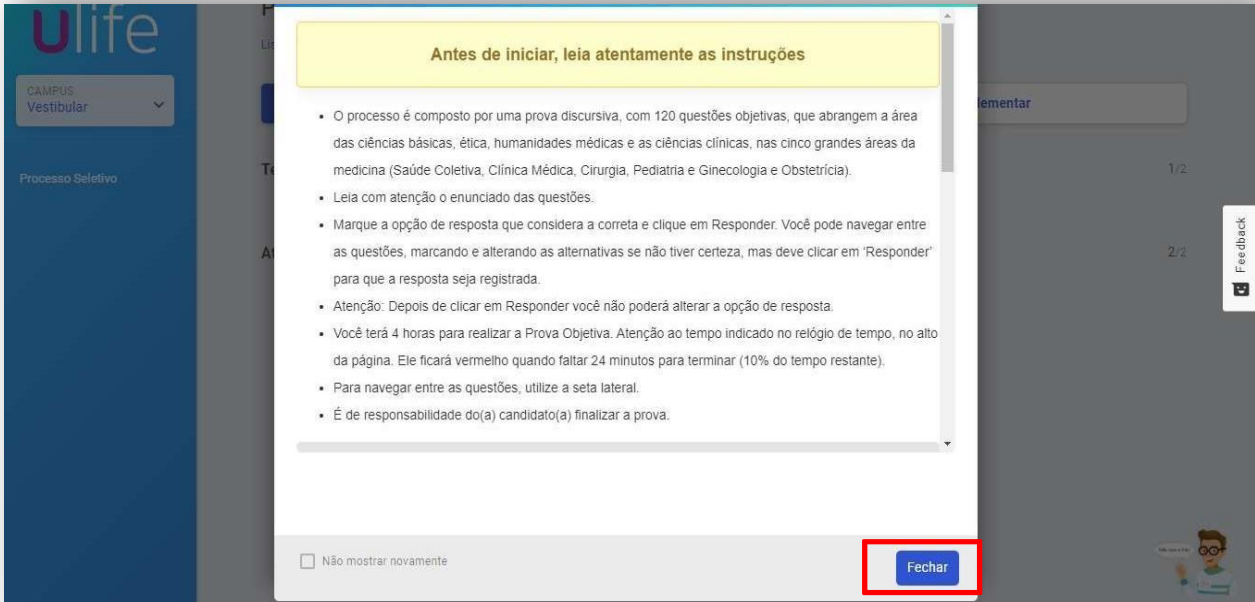 Ulife
CAMPUS
Vestibular
Processo Seletivo
Antes de iniciar, leia atentamente as instruções
• O processo é composto por uma prova discursiva, com 120 questões objetivas, que abrangem a área
das ciências básicas, ética, humanidades médicas e as ciências clínicas, nas cinco grandes áreas da
medicina (Saúde Coletiva, Clínica Médica, Cirurgia, Pediatria e Ginecologia e Obstetrícia).
• Leia com atenção o enunciado das questões.
• Marque a opção de resposta que considera a correta e clique em Responder. Você pode navegar entre
as questões, marcando e alterando as alternativas se não tiver certeza, mas deve clicar em ‘Responder’
para que a resposta seja registrada.
• Atenção: Depois de clicar em Responder você não poderá alterar a opção de resposta.
• Você terá 4 horas para realizar a Prova Objetiva. Atenção ao tempo indicado no relógio de tempo, no alto
da página. Ele ficará vermelho quando faltar 24 minutos para terminar (10% do tempo restante).
• Para navegar entre as questões, utilize a seta lateral.
• É de responsabilidade do(a) candidato(a) finalizar a prova.
Não mostrar novamente
Fechar
lementar
1/2
2/2
Feedback